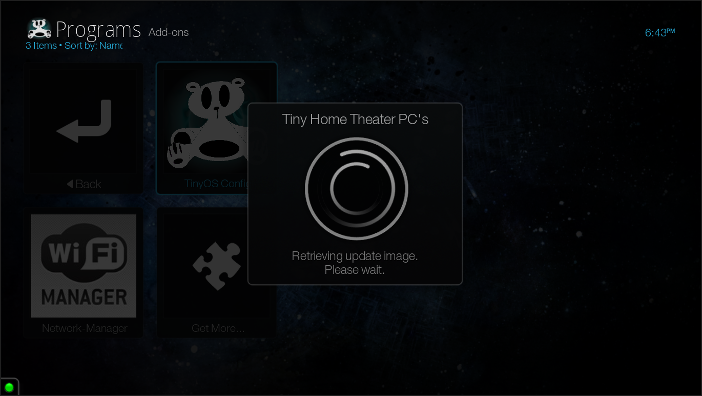 Programs Add-ons
3 Items • Sort by: Name
6:43PM
Back
TinyOS Config
Tiny Home Theater PC's
Retrieving update image.
Please wait.
Wi Fi
MANAGER
Network-Manager
Get More...